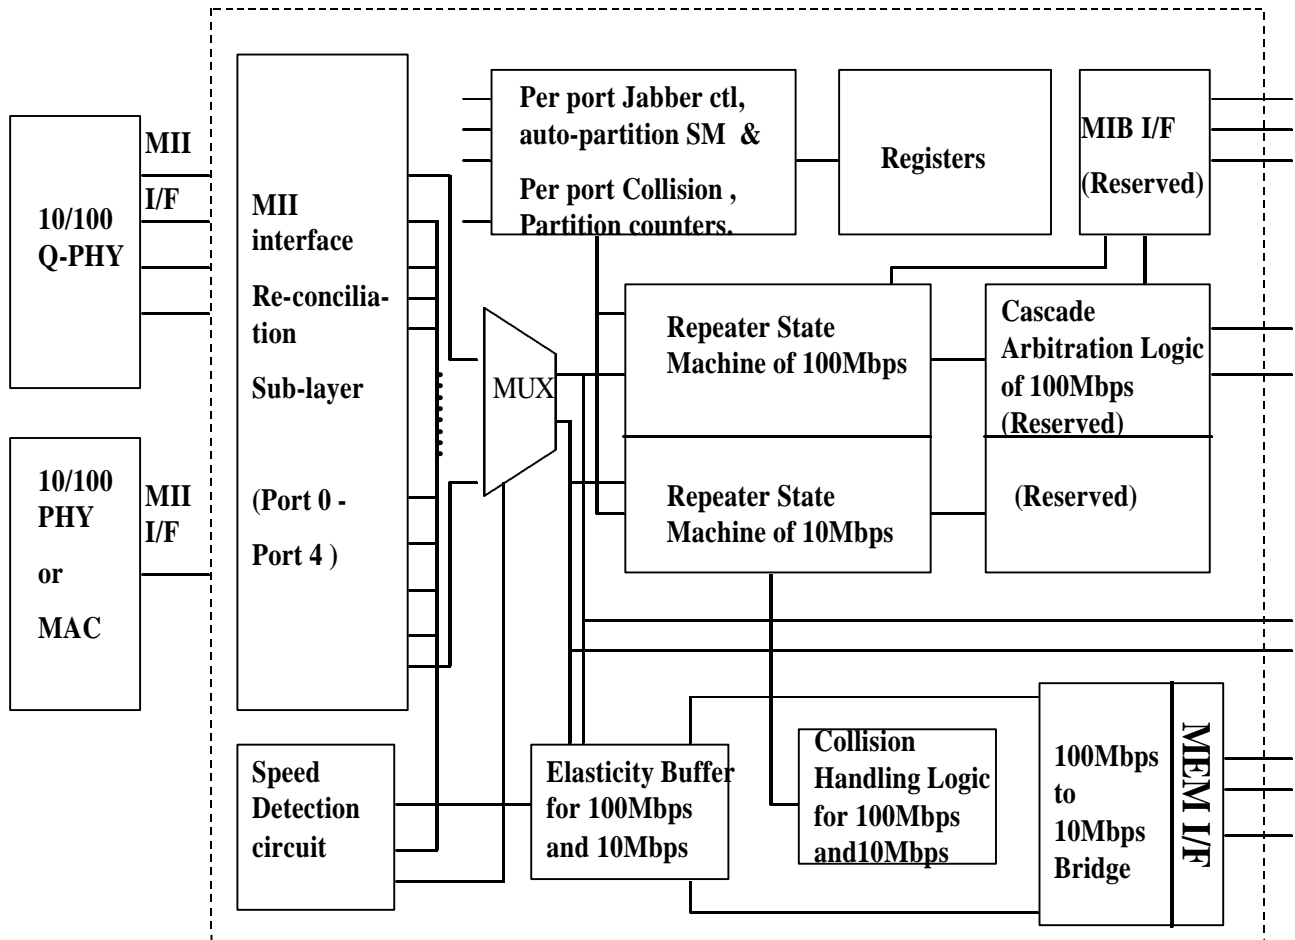 10/100
Q-PHY
MII
I/F
10/100
PHY
or
MAC
MII
I/F
MII
interface
Re-concilia-
tion
Sub-layer
(Port 0 -
Port 4 )
Per port Jabber ctl,
auto-partition SM &
Per port Collision ,
Partition counters.
Registers
MIB I/F
(Reserved)
MUX
Repeater State
Machine of 100Mbps
Repeater State
Machine of 10Mbps
Cascade
Arbitration Logic
of 100Mbps
(Reserved)
(Reserved)
Speed
Detection
circuit
Elasticity Buffer
for 100Mbps
and 10Mbps
Collision
Handling Logic
for 100Mbps
and10Mbps
100Mbps
to
10Mbps
Bridge
MEM I/F